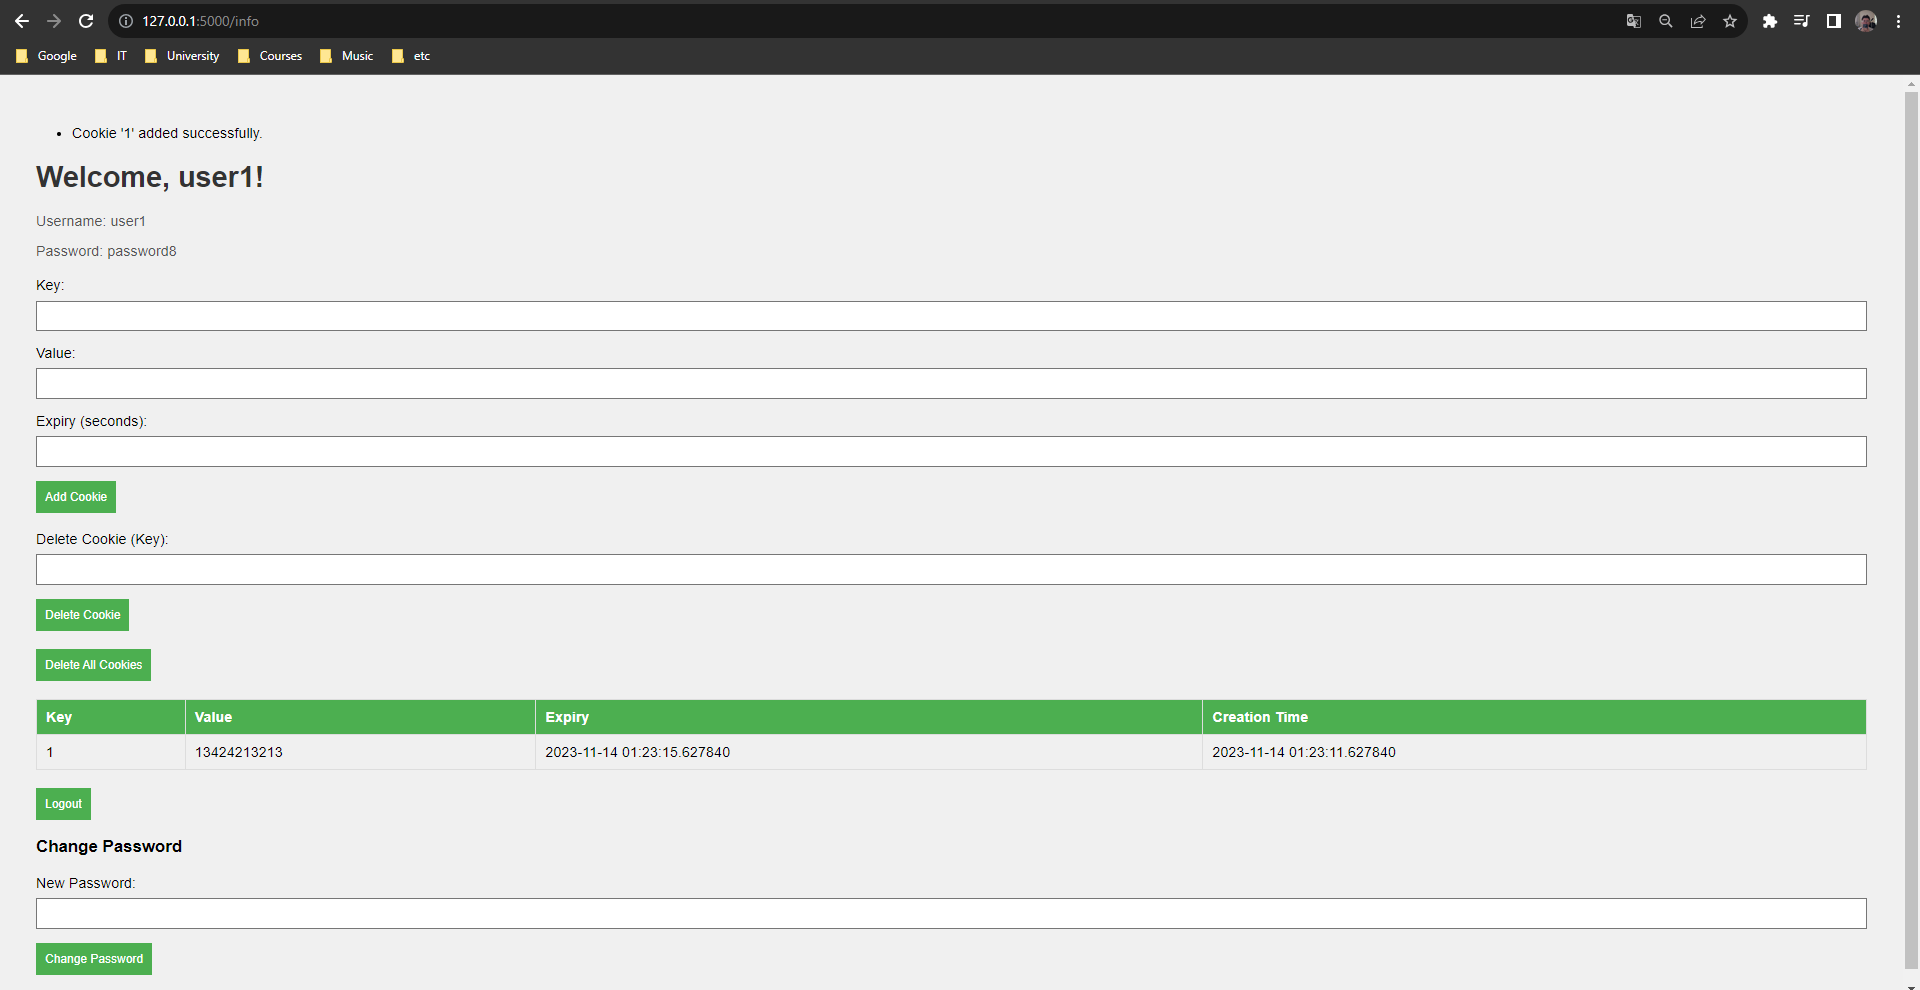 127.0.0.1:5000/info
Google IT University Courses Music etc
Cookie '1' added successfully.
Welcome, user1!
Username: user1
Password: password8
Key:
Value:
Expiry (seconds):
Add Cookie
Delete Cookie (Key):
Delete Cookie
Delete All Cookies
Key Value Expiry Creation Time
1 13424213213 2023-11-14 01:23:15.627840 2023-11-14 01:23:11.627840
Logout
Change Password
New Password:
Change Password